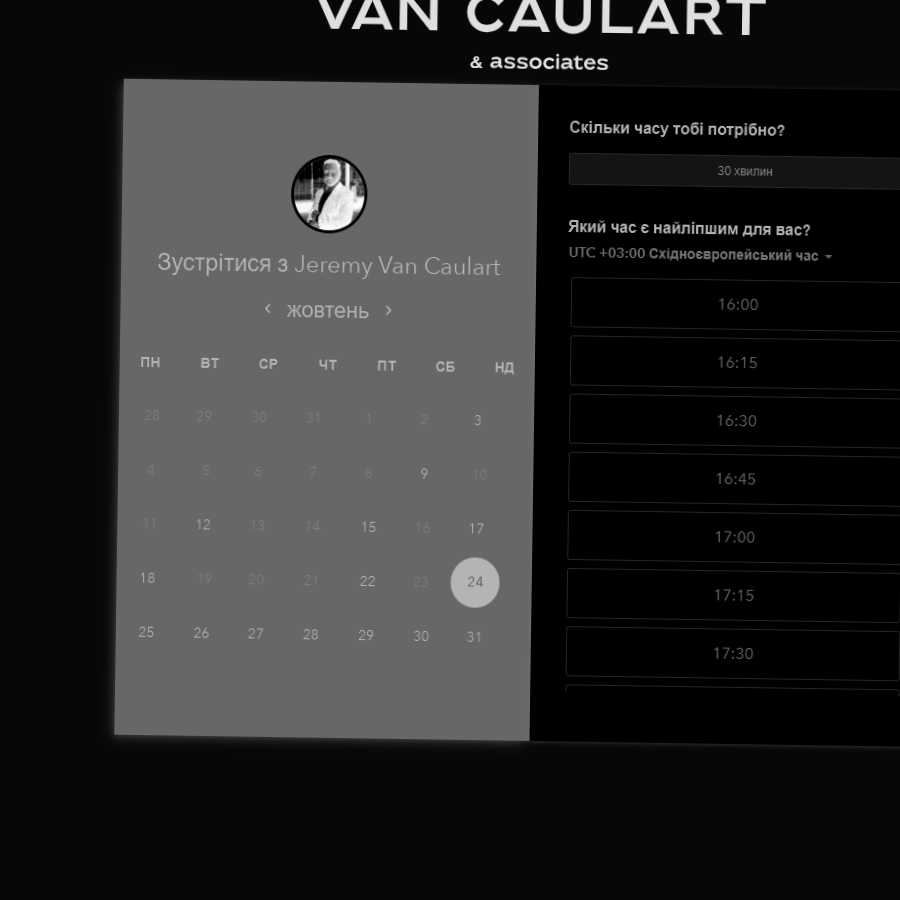 VAN CAULART
& associates
Зустрітися з Jeremy Van Caulart
‹ жовтень ›
ПН ВТ СР ЧТ ПТ СБ НД
28 29 30 31 1 2 3
4 5 6 7 8 9 10
11 12 13 14 15 16 17
18 19 20 21 22 23 24
25 26 27 28 29 30 31
Скільки часу тобі потрібно?
30 хвилин
Який час є найліпшим для вас?
UTC +03:00 Східноєвропейський час
16:00
16:15
16:30
16:45
17:00
17:15
17:30